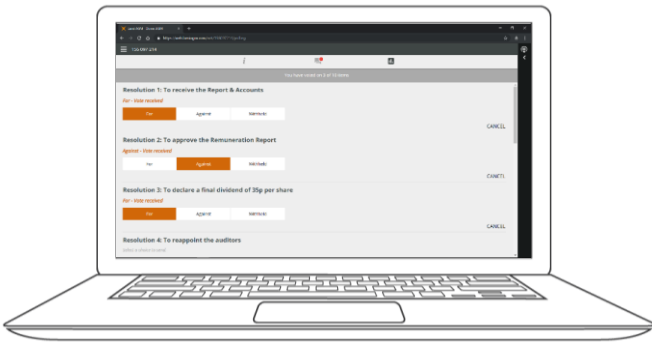 You have voted on 3 of 13 items
Resolution 1: To receive the Report & Accounts
For - Vote received
For Against Withheld
CANCEL
Resolution 2: To approve the Remuneration Report
Against - Vote received
For Against Withheld
CANCEL
Resolution 3: To declare a final dividend of 35p per share
For - Vote received
For Against Withheld
CANCEL
Resolution 4: To reappoint the auditors